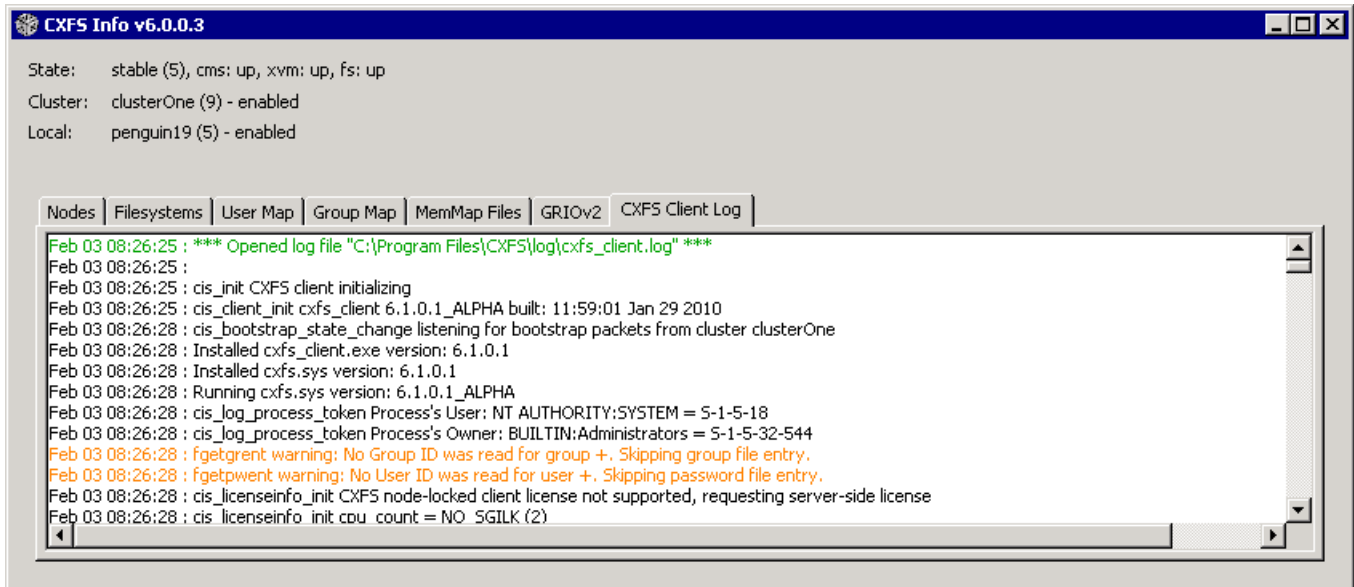 CXFS Info v6.0.0.3
State: stable (5), cms: up, xvm: up, fs: up
Cluster: clusterOne (9) - enabled
Local: penguin19 (5) - enabled
Nodes Filesystems User Map Group Map MemMap Files GRIOv2 CXFS Client Log
Feb 03 08:26:25 : *** Opened log file "C:\Program Files\CXFS\log\cxfs_client.log" ***
Feb 03 08:26:25 :
Feb 03 08:26:25 : cis_init CXFS client initializing
Feb 03 08:26:25 : cis_client_init cxfs_client 6.1.0.1_ALPHA built: 11:59:01 Jan 29 2010
Feb 03 08:26:28 : cis_bootstrap_state_change listening for bootstrap packets from cluster clusterOne
Feb 03 08:26:28 : Installed cxfs_client.exe version: 6.1.0.1
Feb 03 08:26:28 : Installed cxfs.sys version: 6.1.0.1
Feb 03 08:26:28 : Running cxfs.sys version: 6.1.0.1_ALPHA
Feb 03 08:26:28 : cis_log_process_token Process's User: NT AUTHORITY:SYSTEM = S-1-5-18
Feb 03 08:26:28 : cis_log_process_token Process's Owner: BUILTIN:Administrators = S-1-5-32-544
Feb 03 08:26:28 : fgetgrent warning: No Group ID was read for group +. Skipping group file entry.
Feb 03 08:26:28 : fgetpwent warning: No User ID was read for user +. Skipping password file entry.
Feb 03 08:26:28 : cis_licenseinfo_init CXFS node-locked client license not supported, requesting server-side license
Feb 03 08:26:28 : cis_licenseinfo_init cpu_count = NO_SGILK (2)